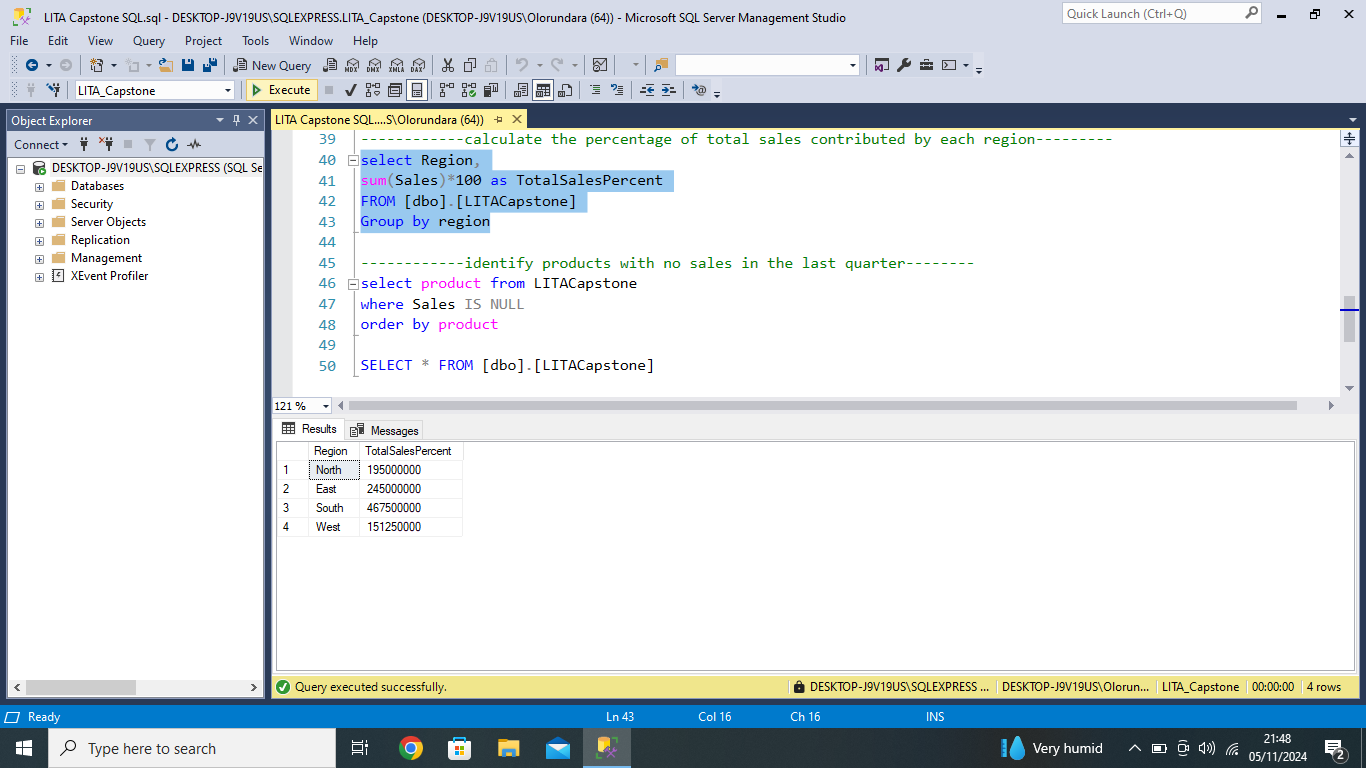 LITA Capstone SQL.sql - DESKTOP-J9V19US\SQLEXPRESS.LITA_Capstone (DESKTOP-J9V19US\Olorundara (64)) - Microsoft SQL Server Management Studio
Quick Launch (Ctrl+Q)
File Edit View Query Project Tools Window Help
New Query
MDX DMX XMLA DAX
LITA_Capstone Execute
Object Explorer
Connect
DESKTOP-J9V19US\SQLEXPRESS (SQL Se
Databases
Security
Server Objects
Replication
Management
XEvent Profiler
LITA Capstone SQL....S\Olorundara (64))
39 ------------calculate the percentage of total sales contributed by each region---------
40 select Region,
41 sum(Sales)*100 as TotalSalesPercent
42 FROM [dbo].[LITACapstone]
43 Group by region
44
45 ------------identify products with no sales in the last quarter--------
46 select product from LITACapstone
47 where Sales IS NULL
48 order by product
49
50 SELECT * FROM [dbo].[LITACapstone]
121 %
Results Messages
Region TotalSalesPercent
1 North 195000000
2 East 245000000
3 South 467500000
4 West 151250000
Query executed successfully. DESKTOP-J9V19US\SQLEXPRESS ... DESKTOP-J9V19US\Olorun... LITA_Capstone 00:00:00 4 rows
Ready Ln 43 Col 16 Ch 16 INS
Type here to search
Very humid
21:48
05/11/2024
2